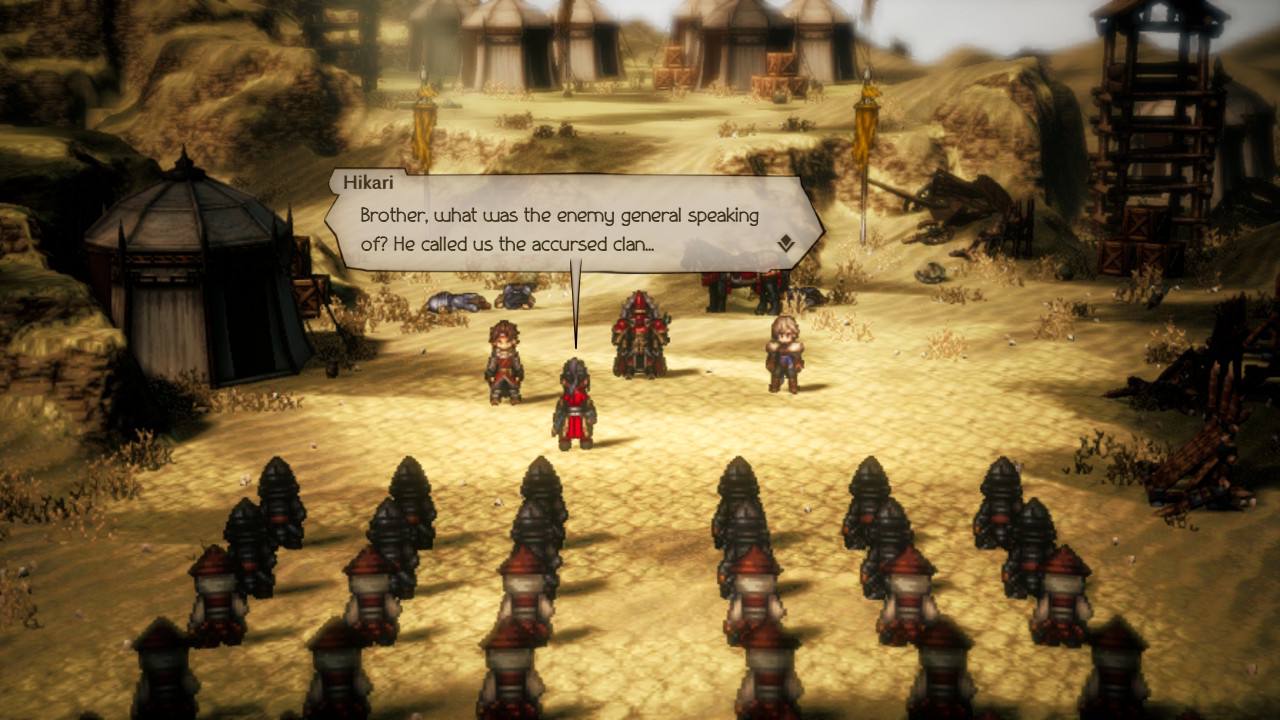 Hikari
Brother, what was the enemy general speaking
of? He called us the accursed clan...